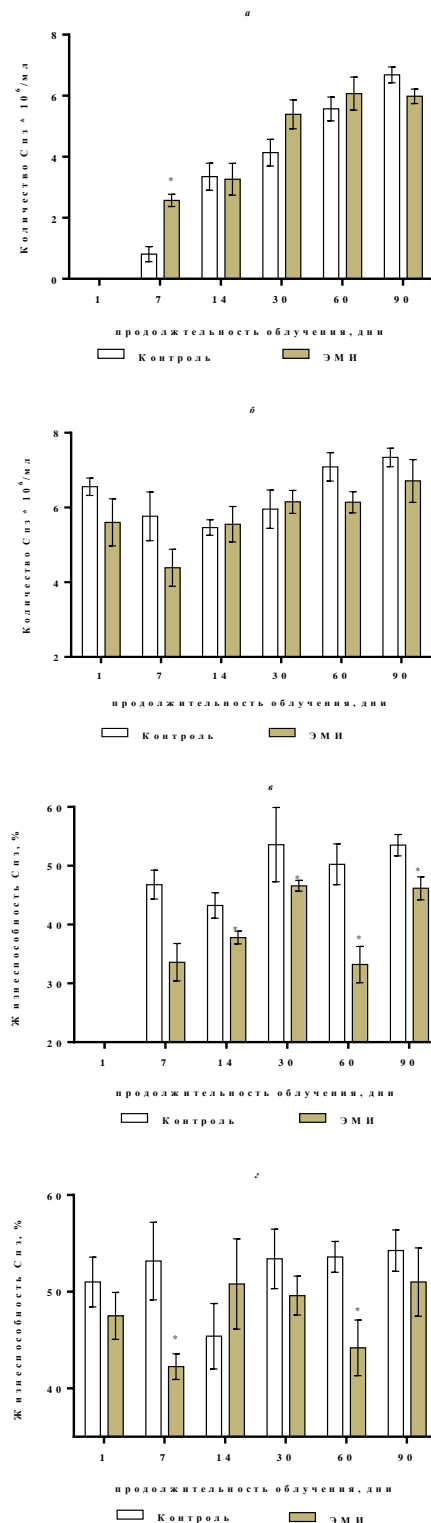 а
8
6
4
2
0
Количество Спз * 10⁶/мл
*
1 7 14 30 60 90
продолжительность облучения, дни
Контроль ЭМИ
б
8
6
4
2
Количество Спз * 10⁶/мл
1 7 14 30 60 90
продолжительность облучения, дни
Контроль ЭМИ
в
60
50
40
30
20
Жизнеспособность Спз, %
* * * *
1 7 14 30 60 90
продолжительность облучения, дни
Контроль ЭМИ
г
60
50
40
Жизнеспособность Спз, %
* *
1 7 14 30 60 90
продолжительность облучения, дни
Контроль ЭМИ